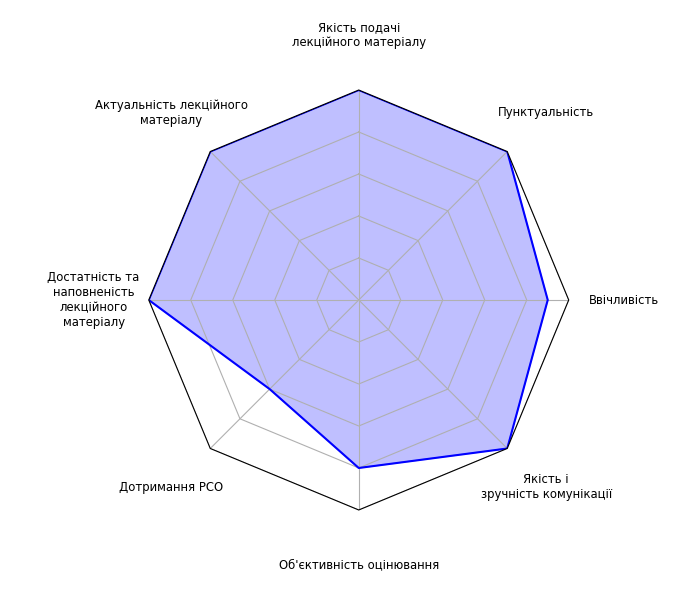 Якість подачі
лекційного матеріалу
Актуальність лекційного
матеріалу
Пунктуальність
Достатність та
наповненість
лекційного
матеріалу
Ввічливість
Дотримання РСО
Якість і
зручність комунікації
Об'єктивність оцінювання